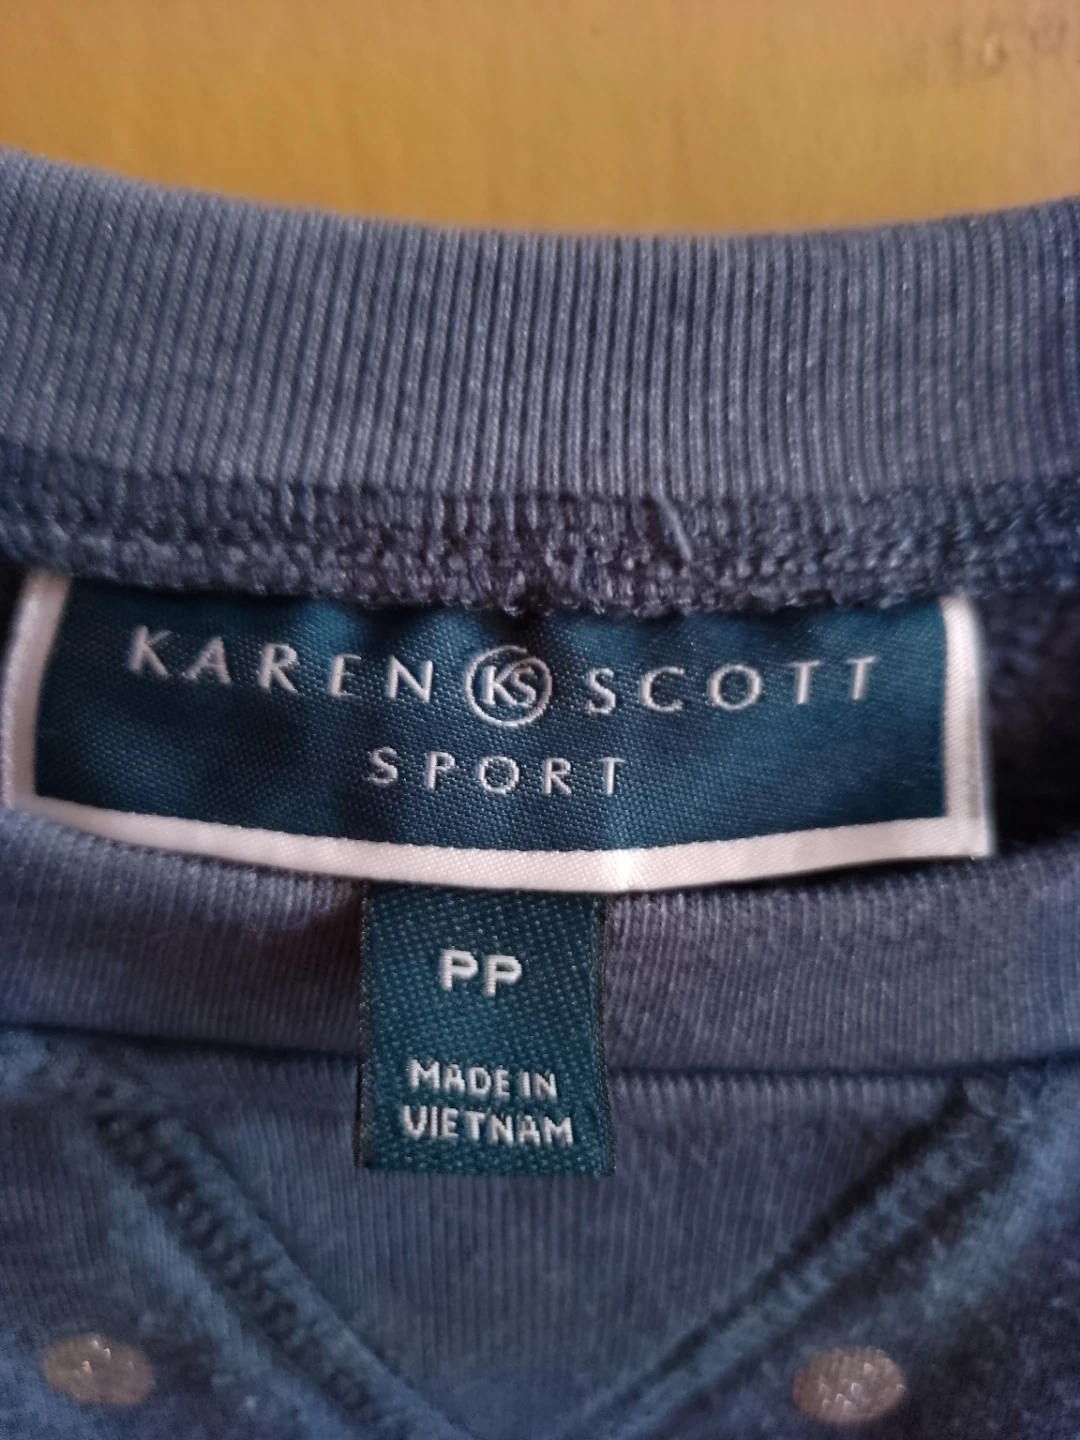 KAREN KS SCOTT
SPORT
PP
MADE IN
VIETNAM